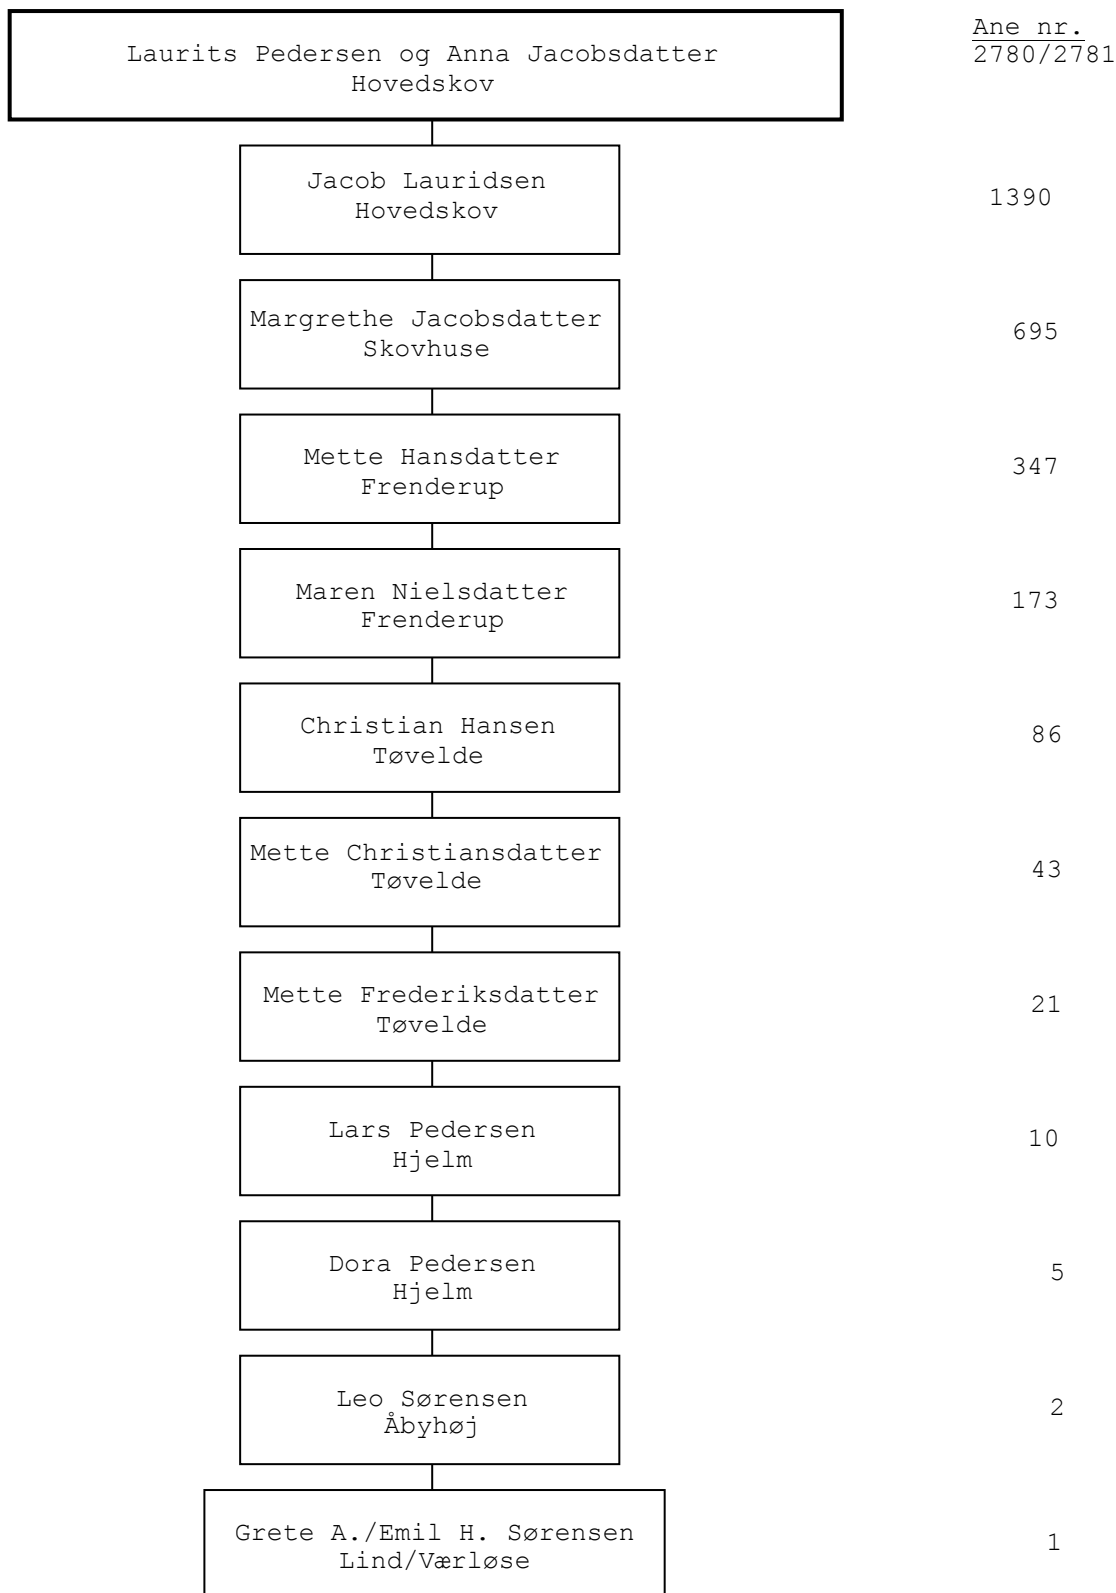 Ane nr.
Laurits Pedersen og Anna Jacobsdatter
2780/2781
Hovedskov
Jacob Lauridsen
Hovedskov
1390
Margrethe Jacobsdatter
Skovhuse
695
Mette Hansdatter
Frenderup
347
Maren Nielsdatter
Frenderup
173
Christian Hansen
Tøvelde
86
Mette Christiansdatter
Tøvelde
43
Mette Frederiksdatter
Tøvelde
21
Lars Pedersen
Hjelm
10
Dora Pedersen
Hjelm
5
Leo Sørensen
Åbyhøj
2
Grete A./Emil H. Sørensen
Lind/Værløse
1